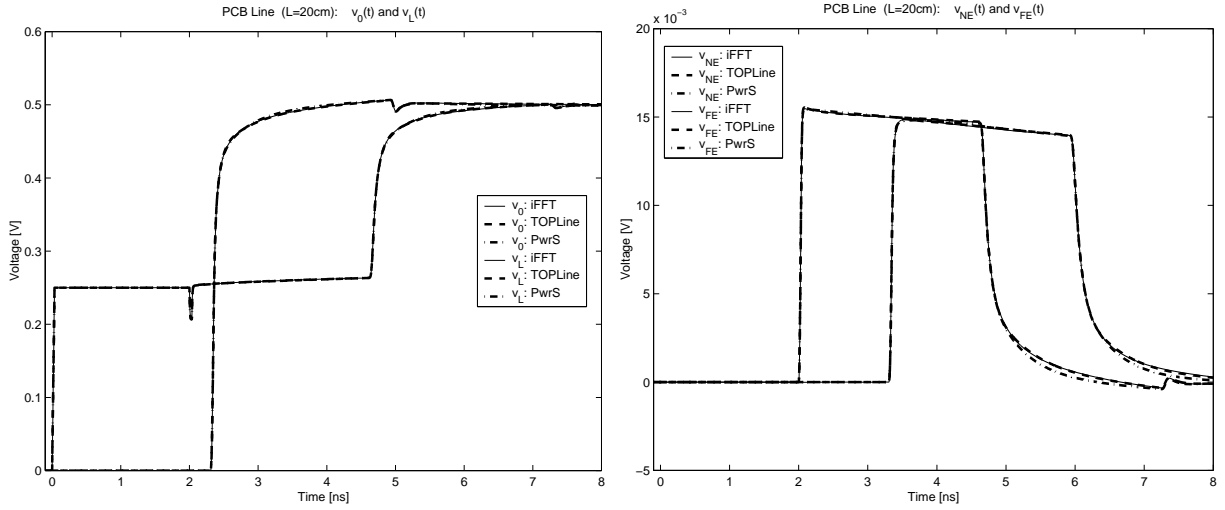 PCB Line (L=20cm): v0(t) and vL(t)
0.6
0.5
0.4
0.3
0.2
0.1
0
Voltage [V]
v0: iFFT
v0: TOPLine
v0: PwrS
vL: iFFT
vL: TOPLine
vL: PwrS
0 1 2 3 4 5 6 7 8
Time [ns]
PCB Line (L=20cm): vNE(t) and vFE(t)
x 10−3
20
15
10
5
0
−5
Voltage [V]
vNE: iFFT
vNE: TOPLine
vNE: PwrS
vFE: iFFT
vFE: TOPLine
vFE: PwrS
0 1 2 3 4 5 6 7 8
Time [ns]